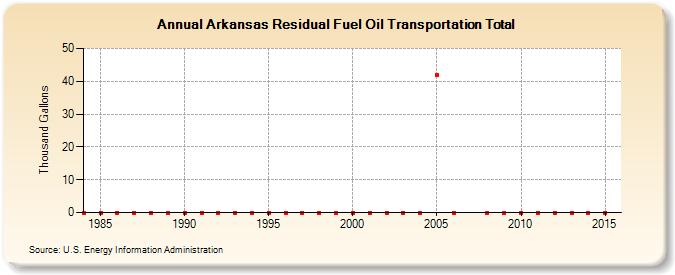 Annual Arkansas Residual Fuel Oil Transportation Total
Thousand Gallons
50
40
30
20
10
0
1985 1990 1995 2000 2005 2010 2015
Source: U.S. Energy Information Administration